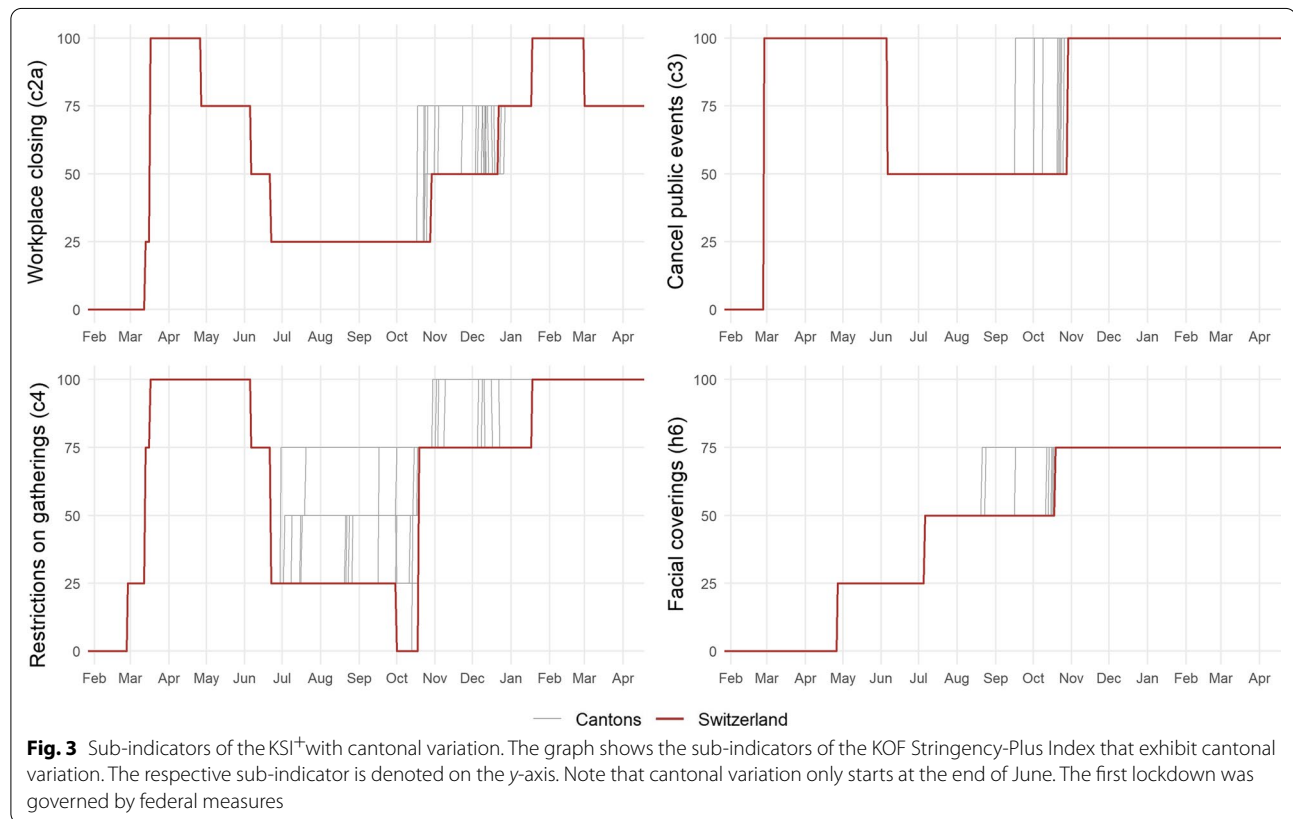 Workplace closing (c2a)
100
75
50
25
0
Feb Mar Apr May Jun Jul Aug Sep Oct Nov Dec Jan Feb Mar Apr
Cancel public events (c3)
100
75
50
25
0
Feb Mar Apr May Jun Jul Aug Sep Oct Nov Dec Jan Feb Mar Apr
Restrictions on gatherings (c4)
100
75
50
25
0
Feb Mar Apr May Jun Jul Aug Sep Oct Nov Dec Jan Feb Mar Apr
Facial coverings (h6)
100
75
50
25
0
Feb Mar Apr May Jun Jul Aug Sep Oct Nov Dec Jan Feb Mar Apr
Cantons Switzerland
Fig. 3 Sub-indicators of the KSI+ with cantonal variation. The graph shows the sub-indicators of the KOF Stringency-Plus Index that exhibit cantonal
variation. The respective sub-indicator is denoted on the y-axis. Note that cantonal variation only starts at the end of June. The first lockdown was
governed by federal measures